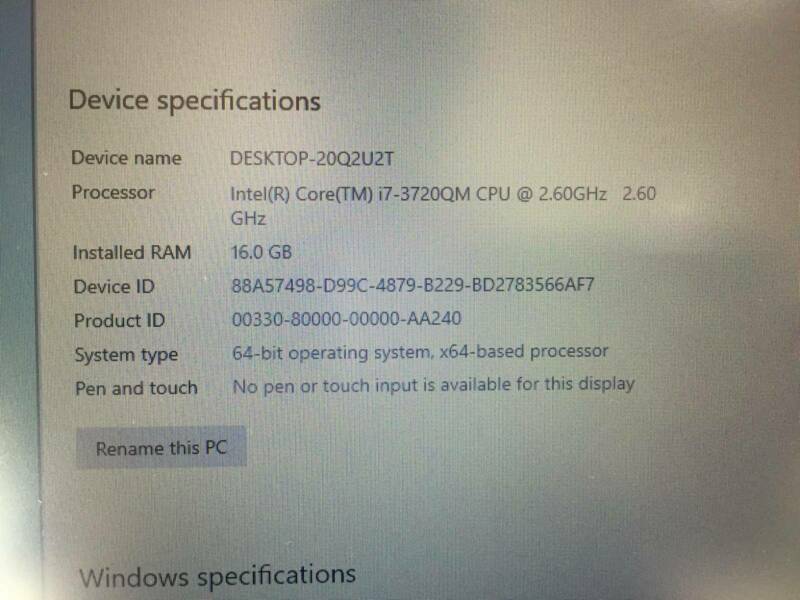 Device specifications
Device name DESKTOP-20Q2U2T
Processor Intel(R) Core(TM) i7-3720QM CPU @ 2.60GHz 2.60
GHz
Installed RAM 16.0 GB
Device ID 88A57498-D99C-4879-B229-BD2783566AF7
Product ID 00330-80000-00000-AA240
System type 64-bit operating system, x64-based processor
Pen and touch No pen or touch input is available for this display
Rename this PC
Windows specifications